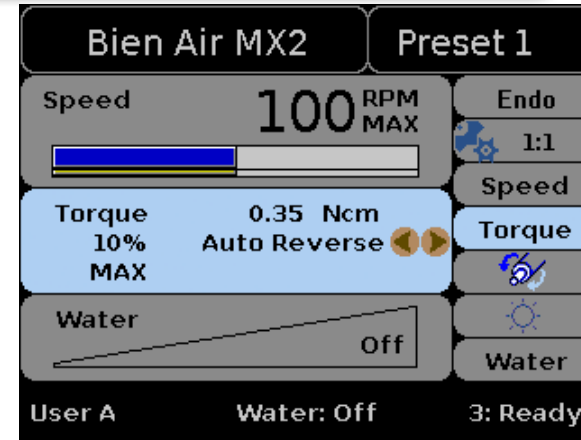 Bien Air MX2
Preset 1
Speed
100 RPM MAX
Torque
10%
MAX
0.35 Ncm
Auto Reverse
Water
Off
Endo
1:1
Speed
Torque
Water
User A
Water: Off
3: Ready